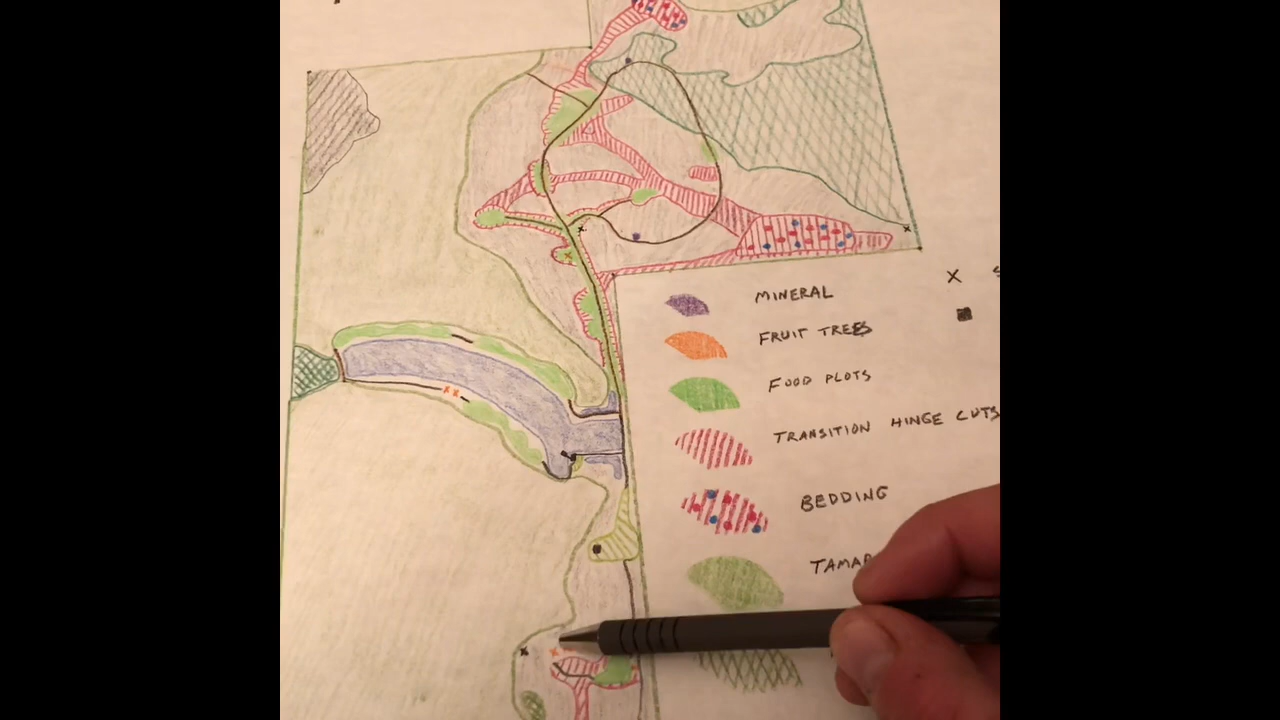 MINERAL
X
FRUIT TREES
FOOD PLOTS
TRANSITION HINGE CUTS
BEDDING